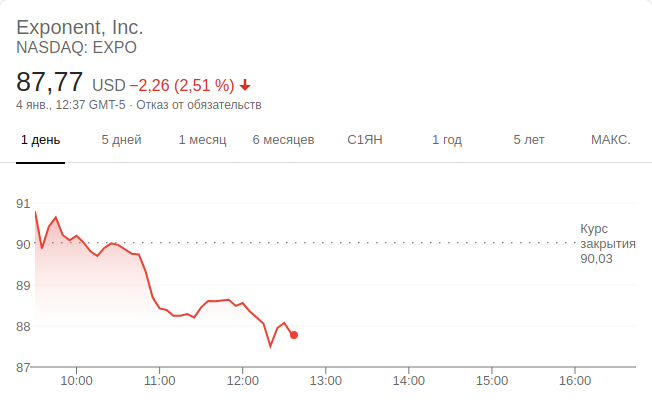 Exponent, Inc.
NASDAQ: EXPO
87,77 USD −2,26 (2,51 %)
4 янв., 12:37 GMT-5 · Отказ от обязательств
1 день 5 дней 1 месяц 6 месяцев С1ЯН 1 год 5 лет МАКС.
91
Курс
закрытия
90,03
90
89
88
87
10:00 11:00 12:00 13:00 14:00 15:00 16:00